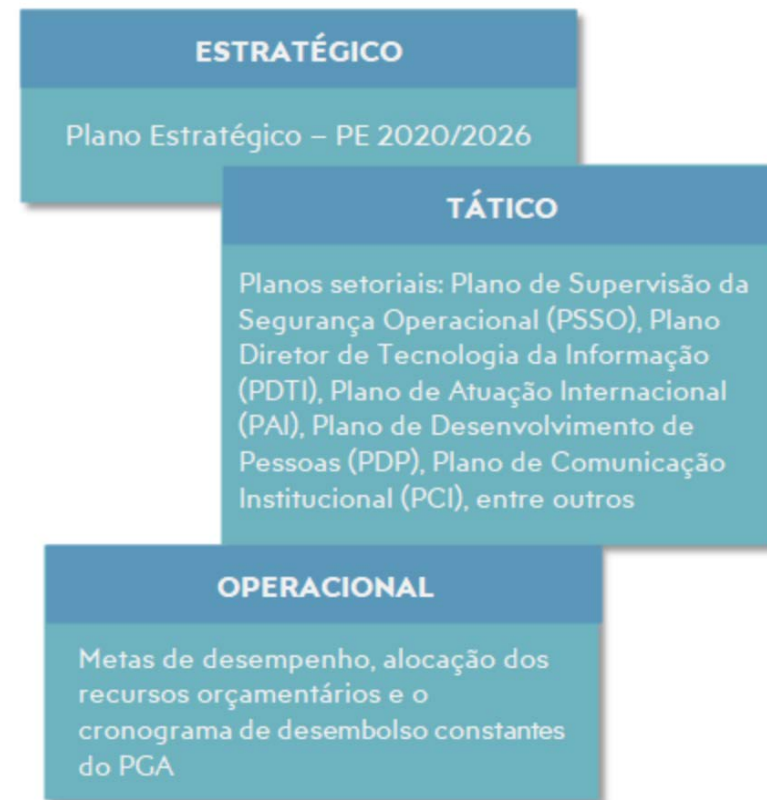 ESTRATÉGICO
Plano Estratégico – PE 2020/2026
TÁTICO
Planos setoriais: Plano de Supervisão da
Segurança Operacional (PSSO), Plano
Diretor de Tecnologia da Informação
(PDTI), Plano de Atuação Internacional
(PAI), Plano de Desenvolvimento de
Pessoas (PDP), Plano de Comunicação
Institucional (PCI), entre outros
OPERACIONAL
Metas de desempenho, alocação dos
recursos orçamentários e o
cronograma de desembolso constantes
do PGA